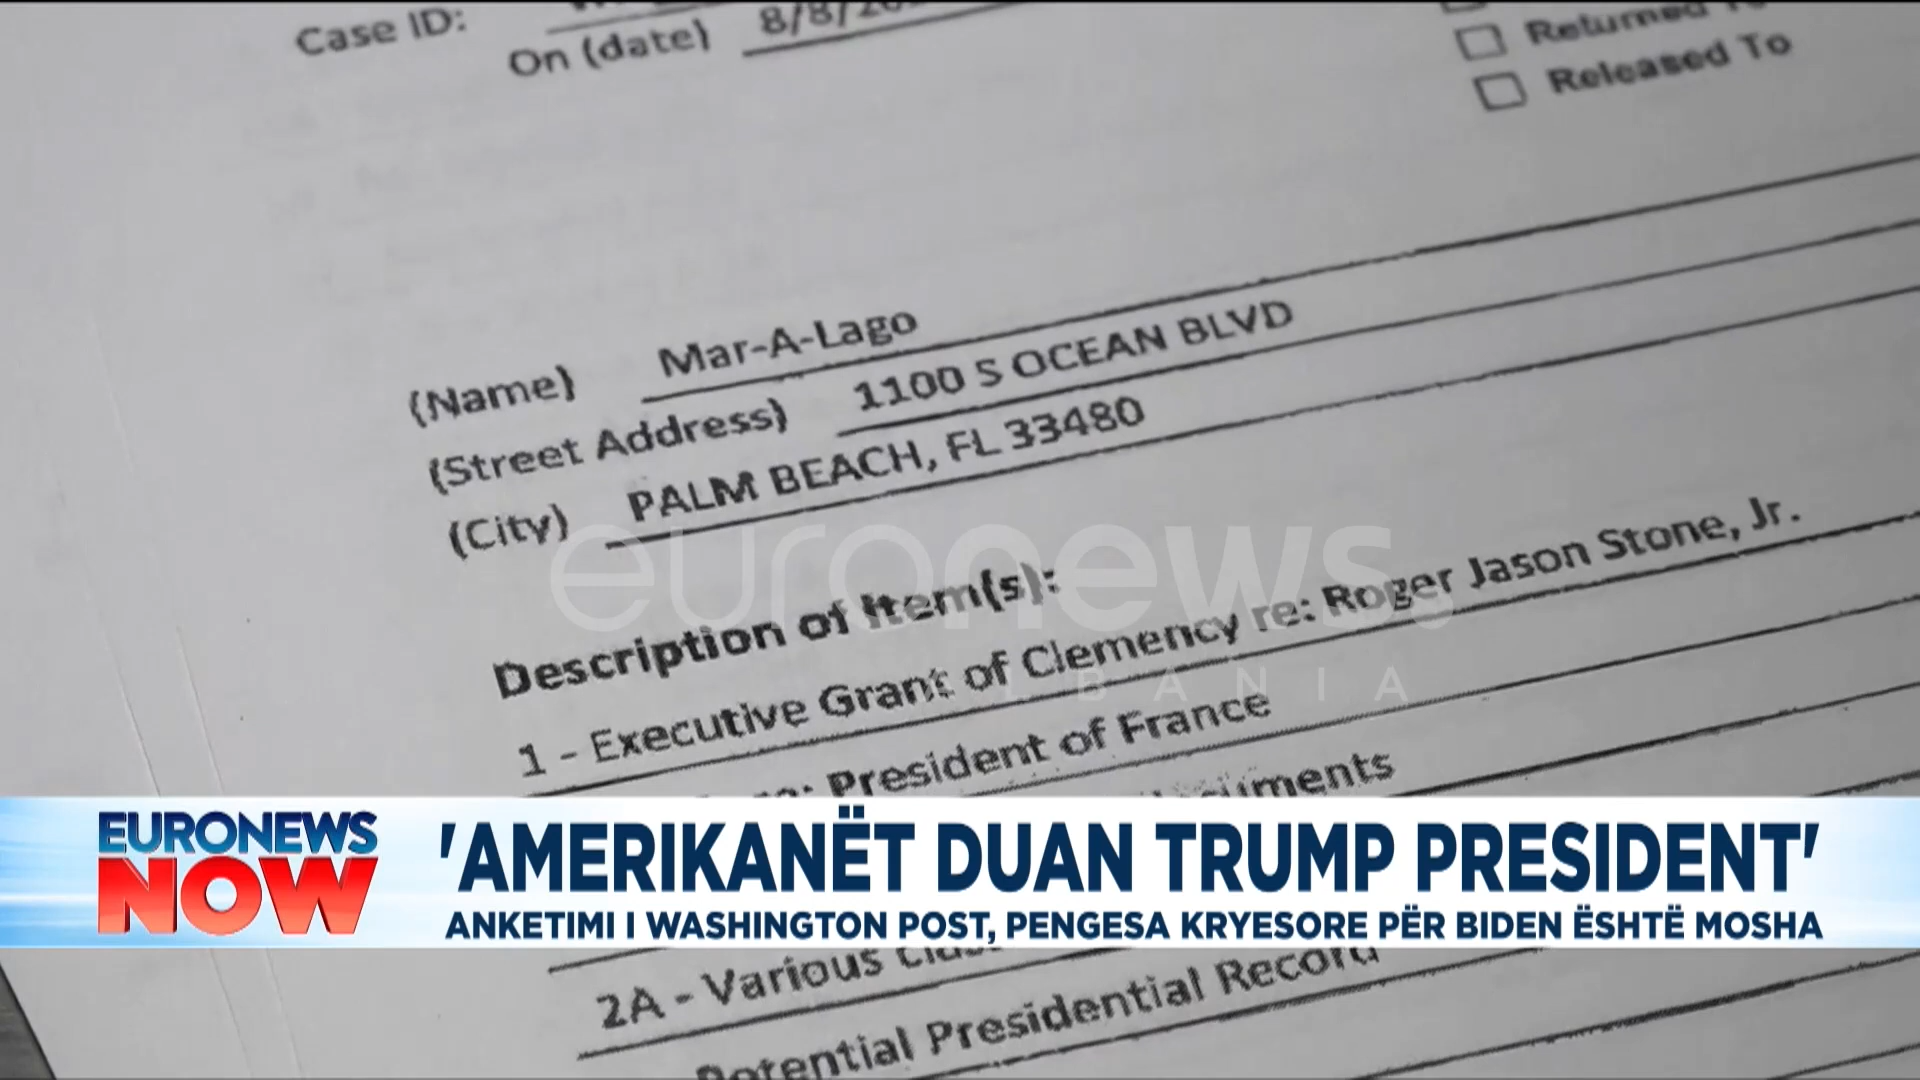 Case ID:
On (date) 8/8/20
Returned To
Released To
(Name) Mar-A-Lago
(Street Address) 1100 S OCEAN BLVD
(City) PALM BEACH, FL 33480
euronews.
ALBANIA
Description of Item(s):
1 - Executive Grant of Clemency re: Roger Jason Stone, Jr.
re: President of France
EURONEWS
NOW
'AMERIKANËT DUAN TRUMP PRESIDENT'
ANKETIMI I WASHINGTON POST, PENGESA KRYESORE PËR BIDEN ËSHTË MOSHA
2A - Various
Potential Presidential Record